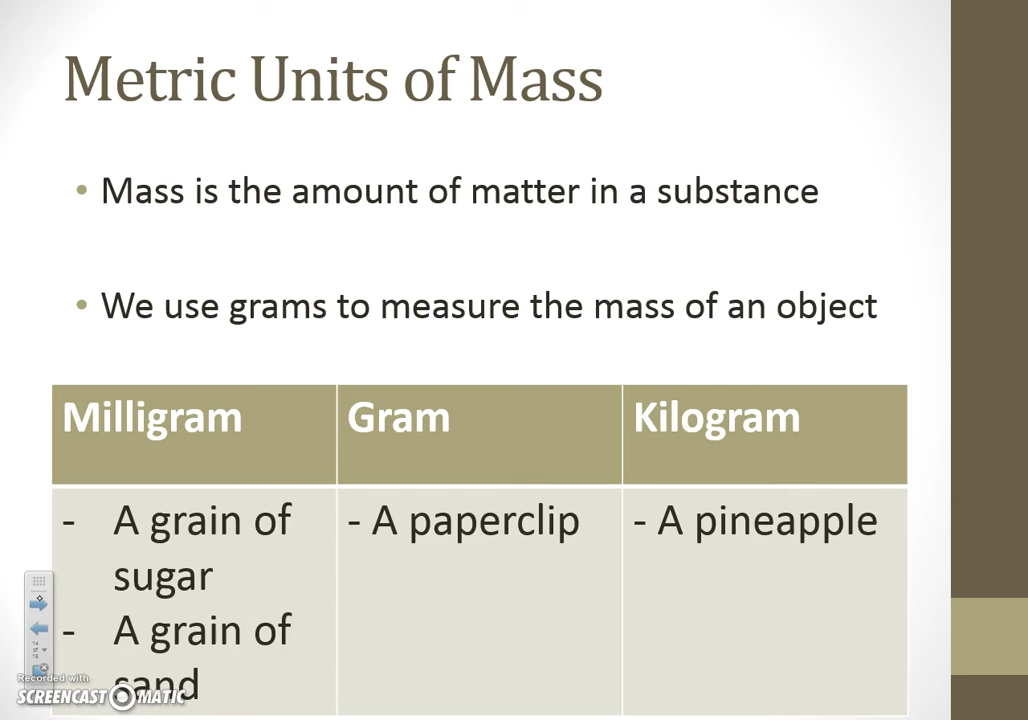 Metric Units of Mass
• Mass is the amount of matter in a substance
• We use grams to measure the mass of an object
Milligram
Gram
Kilogram
- A grain of
sugar
- A grain of
sand
- A paperclip
- A pineapple
Recorded with
SCREENCAST MATIC